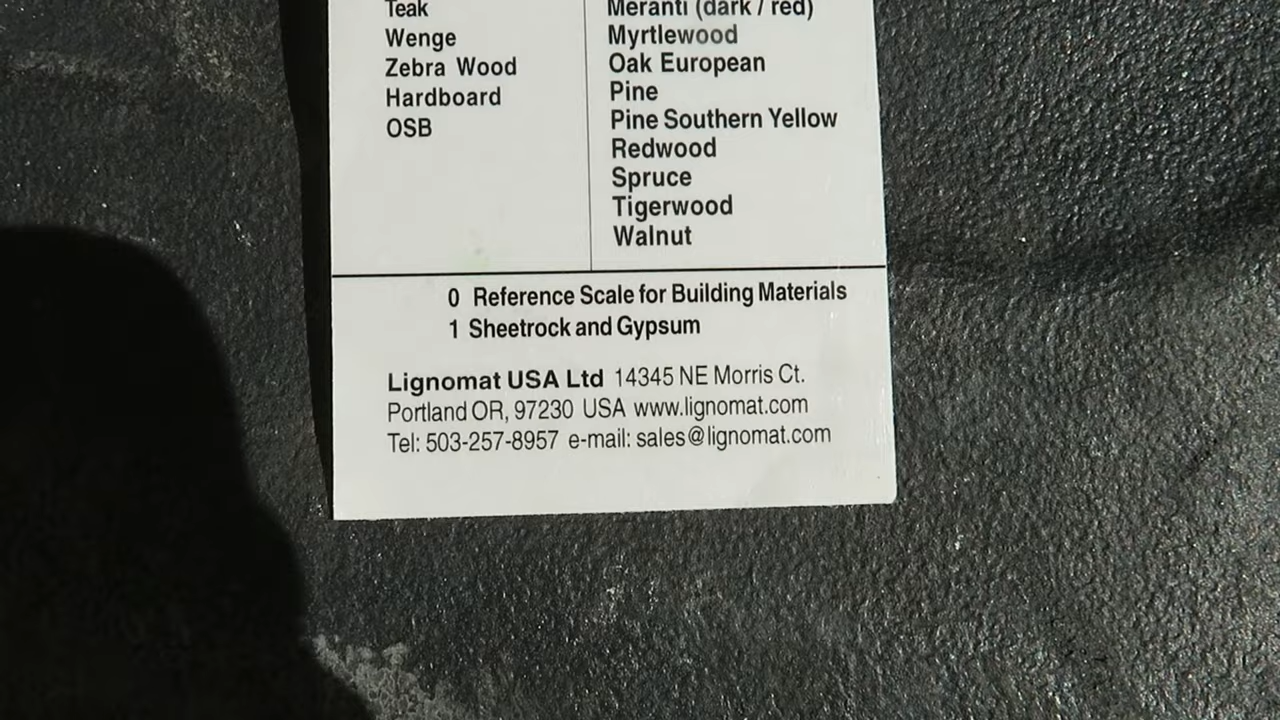 Teak
Wenge
Zebra Wood
Hardboard
OSB
Meranti (dark / red)
Myrtlewood
Oak European
Pine
Pine Southern Yellow
Redwood
Spruce
Tigerwood
Walnut
0 Reference Scale for Building Materials
1 Sheetrock and Gypsum
Lignomat USA Ltd 14345 NE Morris Ct.
Portland OR, 97230 USA www.lignomat.com
Tel: 503-257-8957 e-mail: sales@lignomat.com